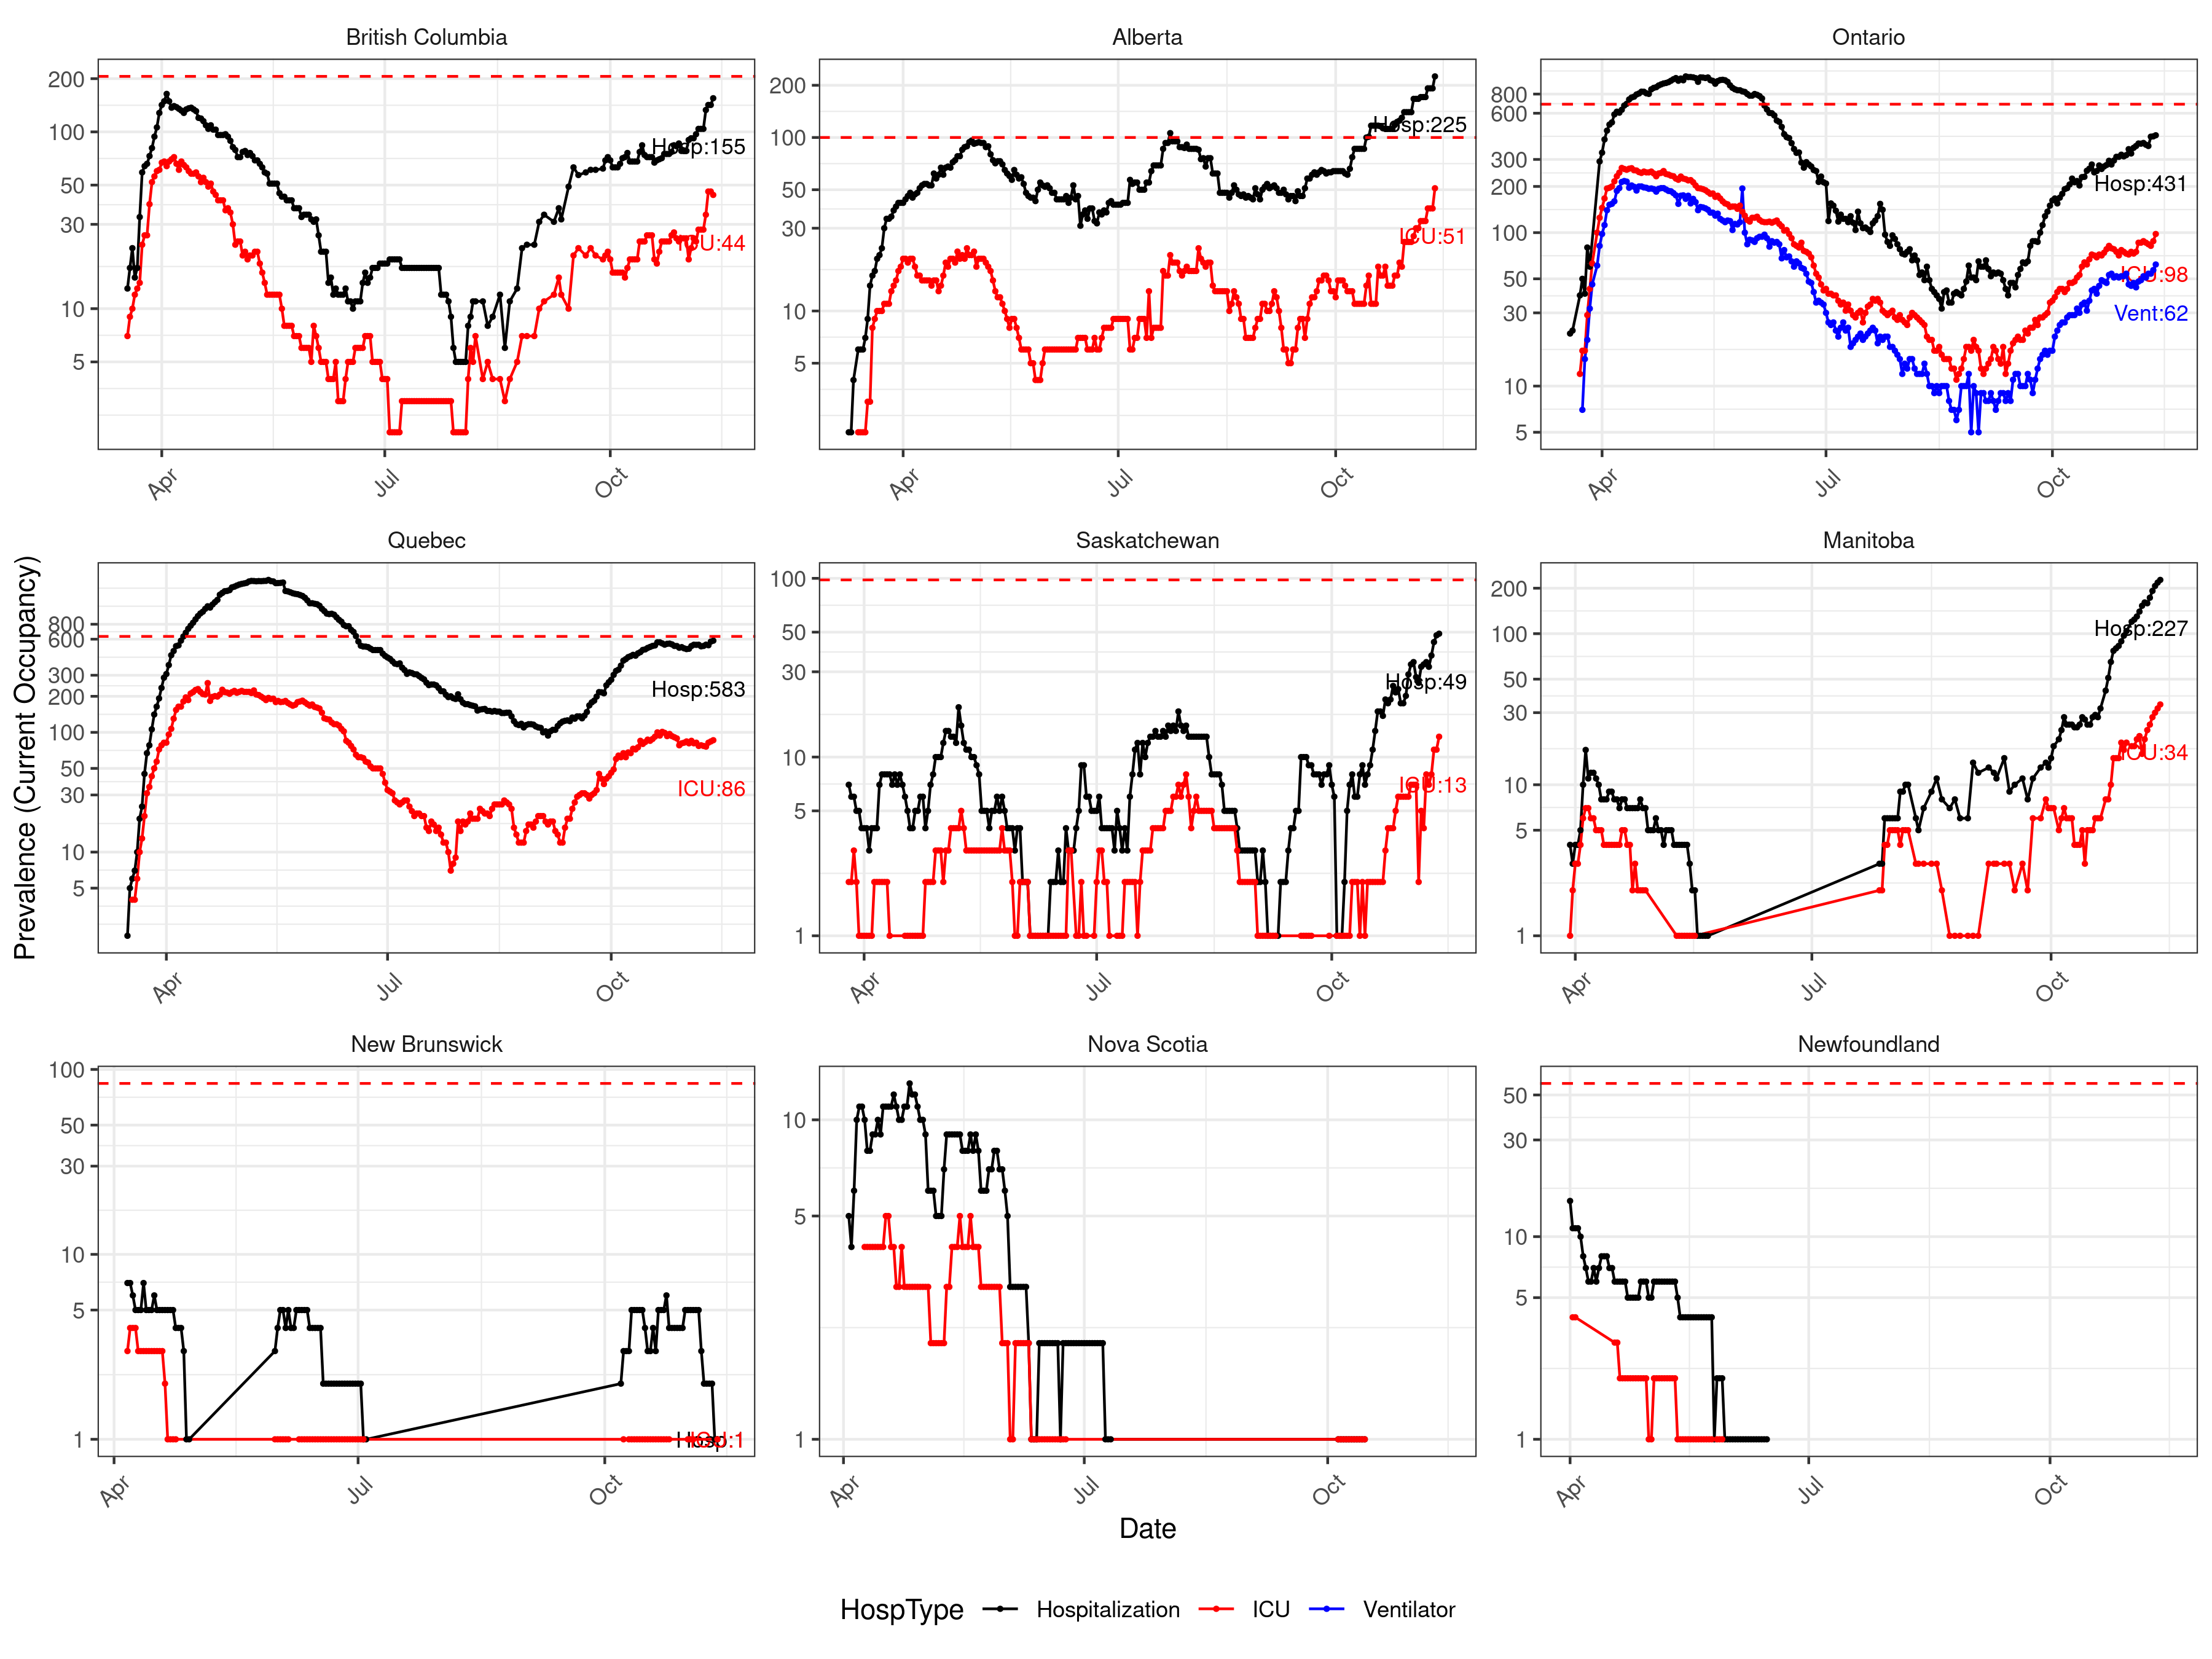 British Columbia
Alberta
Ontario
200
100
50
30
10
5
Hosp:155
ICU:44
Apr
Jul
Oct
200
100
50
30
10
5
Hosp:225
ICU:51
Apr
Jul
Oct
800
600
300
200
100
50
30
10
5
Hosp:431
ICU:98
Vent:62
Apr
Jul
Oct
Prevalence (Current Occupancy)
Quebec
Saskatchewan
Manitoba
800
600
300
200
100
50
30
10
5
Hosp:583
ICU:86
Apr
Jul
Oct
100
50
30
10
5
1
Hosp:49
ICU:13
Apr
Jul
Oct
200
100
50
30
10
5
1
Hosp:227
ICU:34
Apr
Jul
Oct
New Brunswick
Nova Scotia
Newfoundland
100
50
30
10
5
1
Hosp
ICU:1
Apr
Jul
Oct
10
5
1
Apr
Jul
Oct
50
30
10
5
1
Apr
Jul
Oct
Date
HospType Hospitalization ICU Ventilator